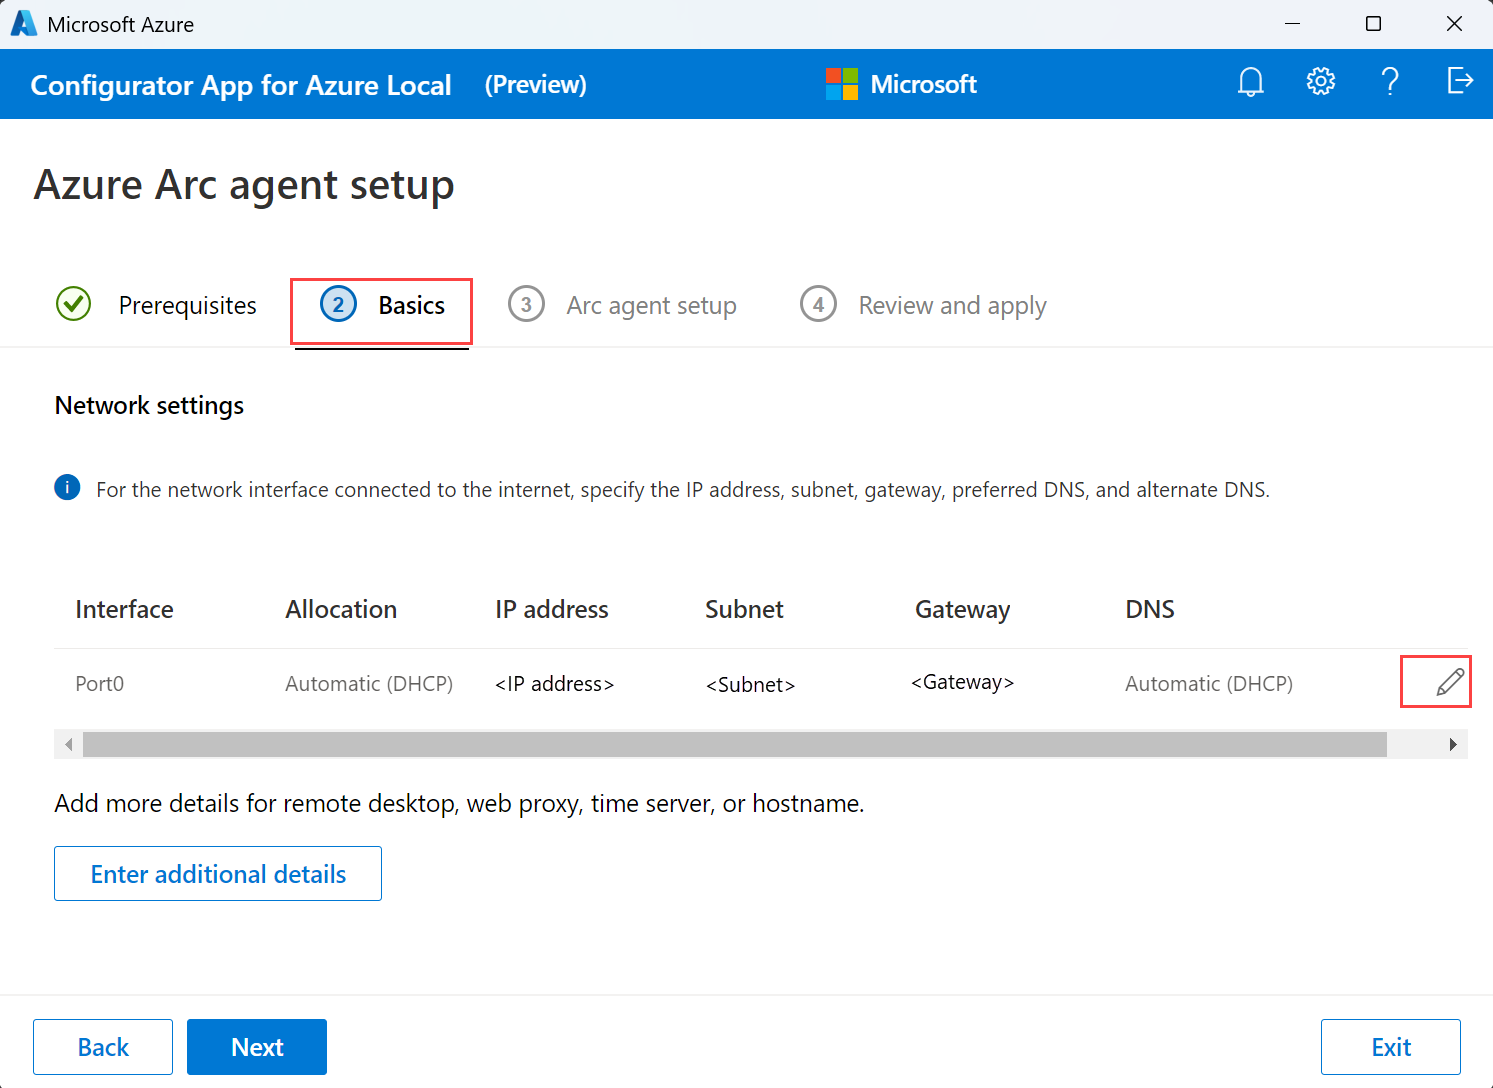 Microsoft Azure
Configurator App for Azure Local (Preview) Microsoft ?
Azure Arc agent setup
Prerequisites 2 Basics 3 Arc agent setup 4 Review and apply
Network settings
i For the network interface connected to the internet, specify the IP address, subnet, gateway, preferred DNS, and alternate DNS.
Interface Allocation IP address Subnet Gateway DNS
Port0 Automatic (DHCP) <IP address> <Subnet> <Gateway> Automatic (DHCP)
Add more details for remote desktop, web proxy, time server, or hostname.
Enter additional details
Back Next Exit